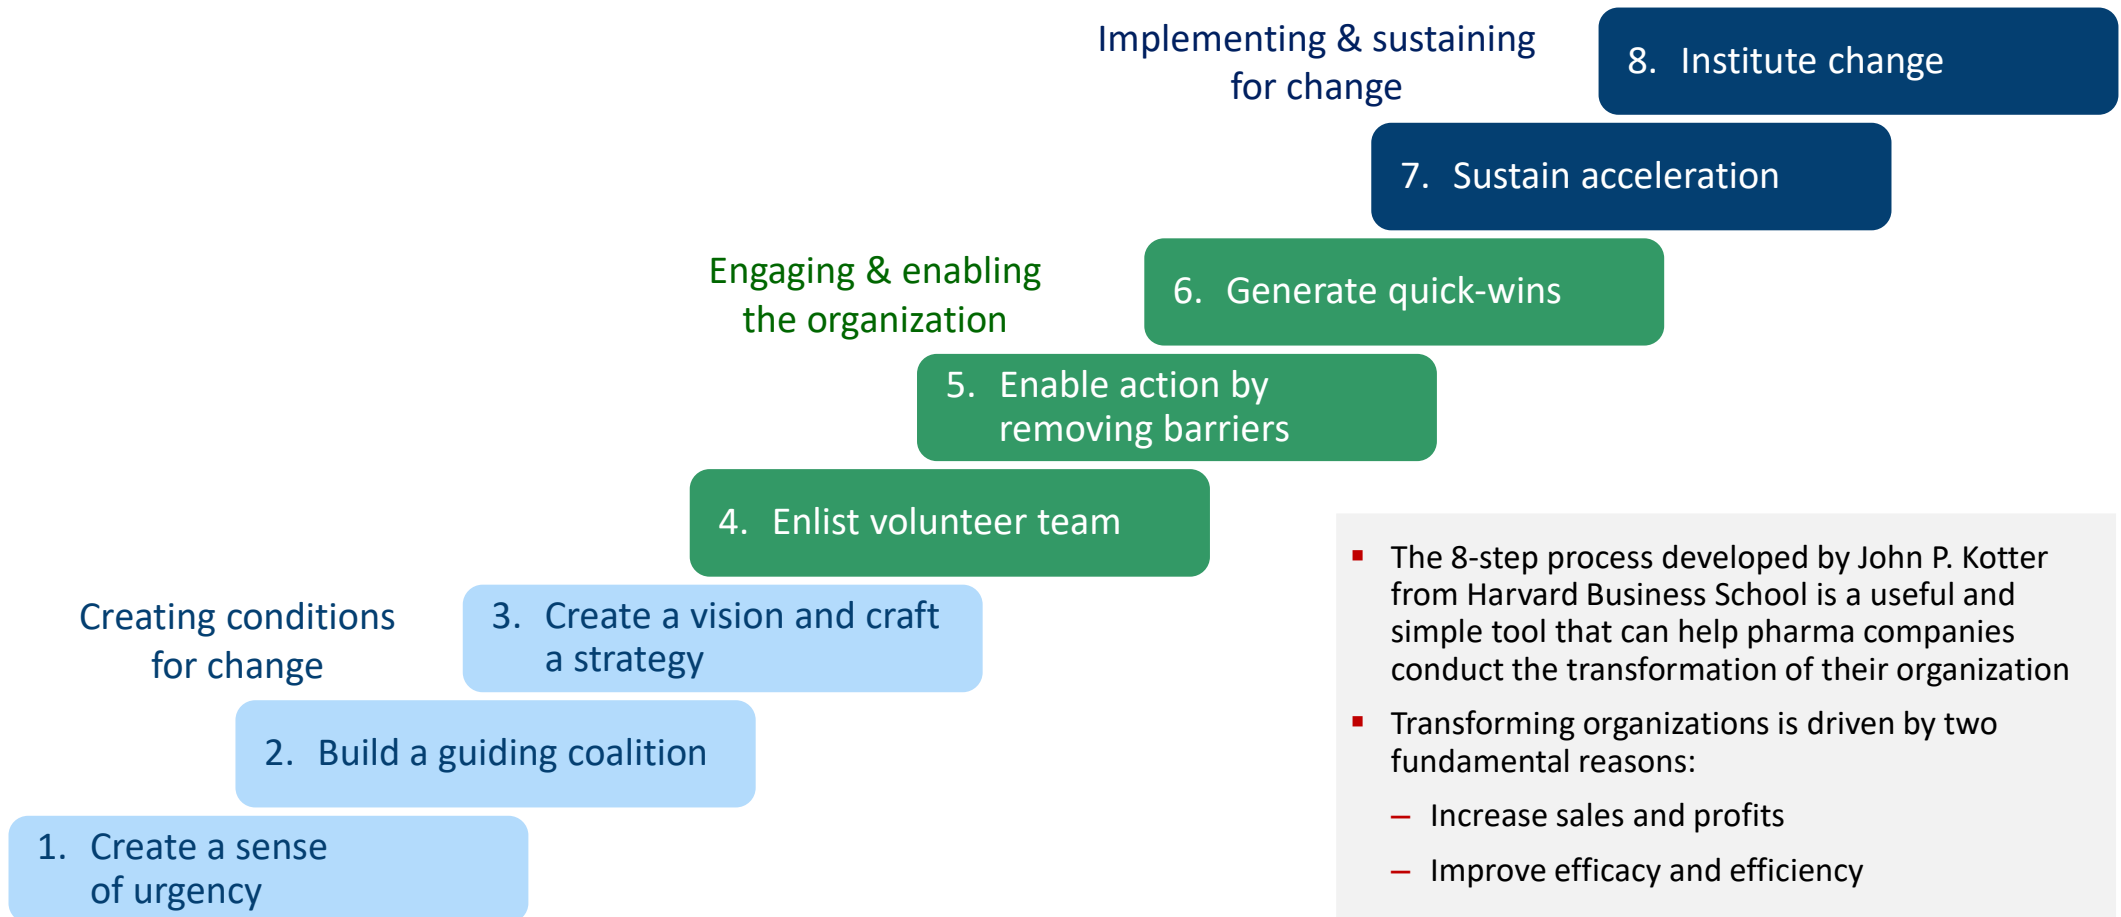 Implementing & sustaining
for change
8. Institute change
7. Sustain acceleration
Engaging & enabling
the organization
6. Generate quick-wins
5. Enable action by
removing barriers
4. Enlist volunteer team
Creating conditions
for change
3. Create a vision and craft
a strategy
2. Build a guiding coalition
1. Create a sense
of urgency
▪ The 8-step process developed by John P. Kotter
from Harvard Business School is a useful and
simple tool that can help pharma companies
conduct the transformation of their organization
▪ Transforming organizations is driven by two
fundamental reasons:
– Increase sales and profits
– Improve efficacy and efficiency